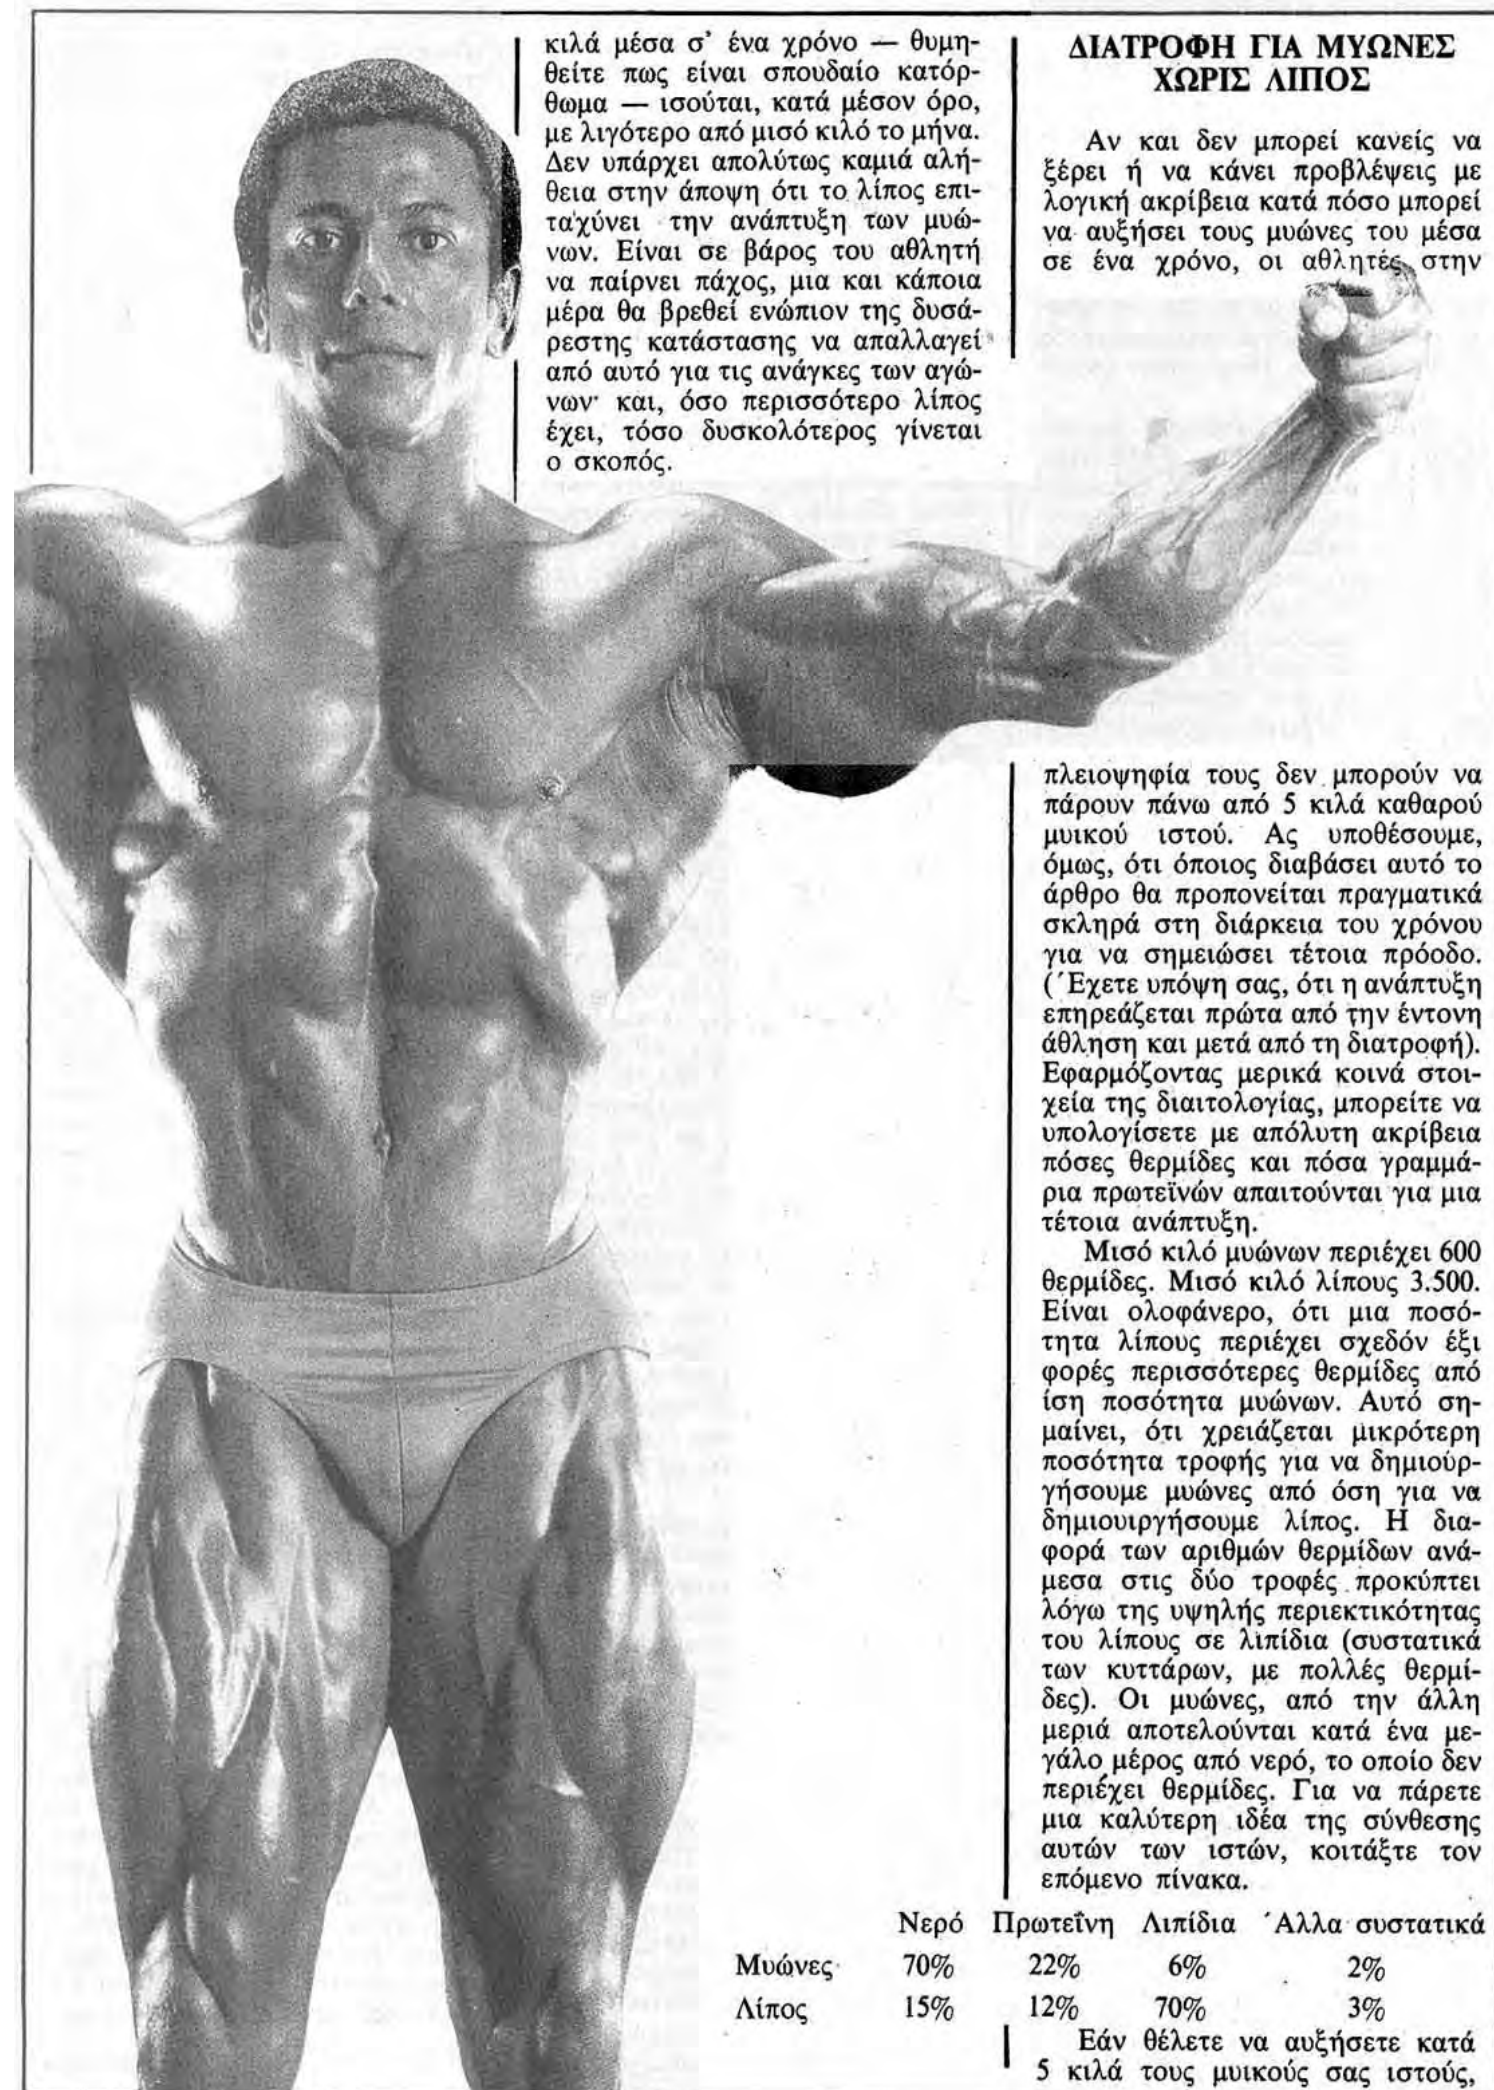 κιλά μέσα σ' ένα χρόνο — θυμη-
θείτε πως είναι σπουδαίο κατόρ-
θωμα — ισούται, κατά μέσον όρο,
με λιγότερο από μισό κιλό το μήνα.
Δεν υπάρχει απολύτως καμιά αλή-
θεια στην άποψη ότι το λίπος επι-
ταχύνει την ανάπτυξη των μυώ-
νων. Είναι σε βάρος του αθλητή
να παίρνει πάχος, μια και κάποια
μέρα θα βρεθεί ενώπιον της δυσά-
ρεστης κατάστασης να απαλλαγεί
από αυτό για τις ανάγκες των αγώ-
νων· και, όσο περισσότερο λίπος
έχει, τόσο δυσκολότερος γίνεται
ο σκοπός.
ΔΙΑΤΡΟΦΗ ΓΙΑ ΜΥΩΝΕΣ
ΧΩΡΙΣ ΛΙΠΟΣ
Αν και δεν μπορεί κανείς να
ξέρει ή να κάνει προβλέψεις με
λογική ακρίβεια κατά πόσο μπορεί
να αυξήσει τους μυώνες του μέσα
σε ένα χρόνο, οι αθλητές στην
πλειοψηφία τους δεν μπορούν να
πάρουν πάνω από 5 κιλά καθαρού
μυικού ιστού. Ας υποθέσουμε,
όμως, ότι όποιος διαβάσει αυτό το
άρθρο θα προπονείται πραγματικά
σκληρά στη διάρκεια του χρόνου
για να σημειώσει τέτοια πρόοδο.
(Έχετε υπόψη σας, ότι η ανάπτυξη
επηρεάζεται πρώτα από την έντονη
άθληση και μετά από τη διατροφή).
Εφαρμόζοντας μερικά κοινά στοι-
χεία της διαιτολογίας, μπορείτε να
υπολογίσετε με απόλυτη ακρίβεια
πόσες θερμίδες και πόσα γραμμά-
ρια πρωτεϊνών απαιτούνται για μια
τέτοια ανάπτυξη.
Μισό κιλό μυώνων περιέχει 600
θερμίδες. Μισό κιλό λίπους 3.500.
Είναι ολοφάνερο, ότι μια ποσό-
τητα λίπους περιέχει σχεδόν έξι
φορές περισσότερες θερμίδες από
ίση ποσότητα μυώνων. Αυτό ση-
μαίνει, ότι χρειάζεται μικρότερη
ποσότητα τροφής για να δημιουρ-
γήσουμε μυώνες από όση για να
δημιουιργήσουμε λίπος. Η δια-
φορά των αριθμών θερμίδων ανά-
μεσα στις δύο τροφές προκύπτει
λόγω της υψηλής περιεκτικότητας
του λίπους σε λιπίδια (συστατικά
των κυττάρων, με πολλές θερμί-
δες). Οι μυώνες, από την άλλη
μεριά αποτελούνται κατά ένα με-
γάλο μέρος από νερό, το οποίο δεν
περιέχει θερμίδες. Για να πάρετε
μια καλύτερη ιδέα της σύνθεσης
αυτών των ιστών, κοιτάξτε τον
επόμενο πίνακα.
Νερό Πρωτεΐνη Λιπίδια Άλλα συστατικά
Μυώνες 70% 22% 6% 2%
Λίπος 15% 12% 70% 3%
Εάν θέλετε να αυξήσετε κατά
5 κιλά τους μυικούς σας ιστούς,